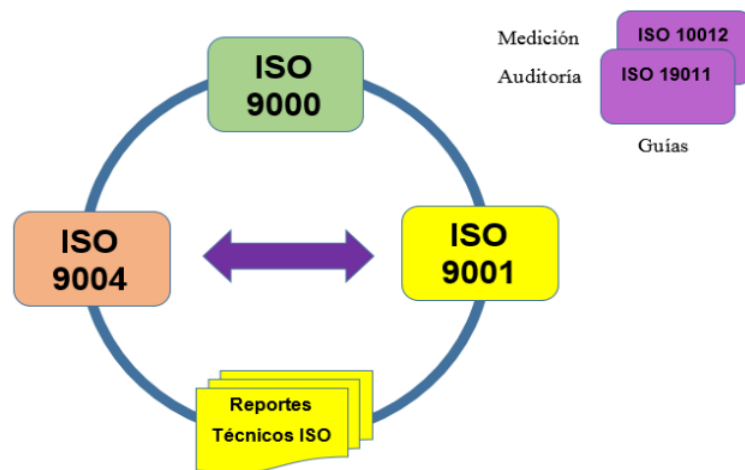 ISO
9000
Medición
ISO 10012
Auditoría
ISO 19011
Guías
ISO
9004
ISO
9001
Reportes
Técnicos ISO